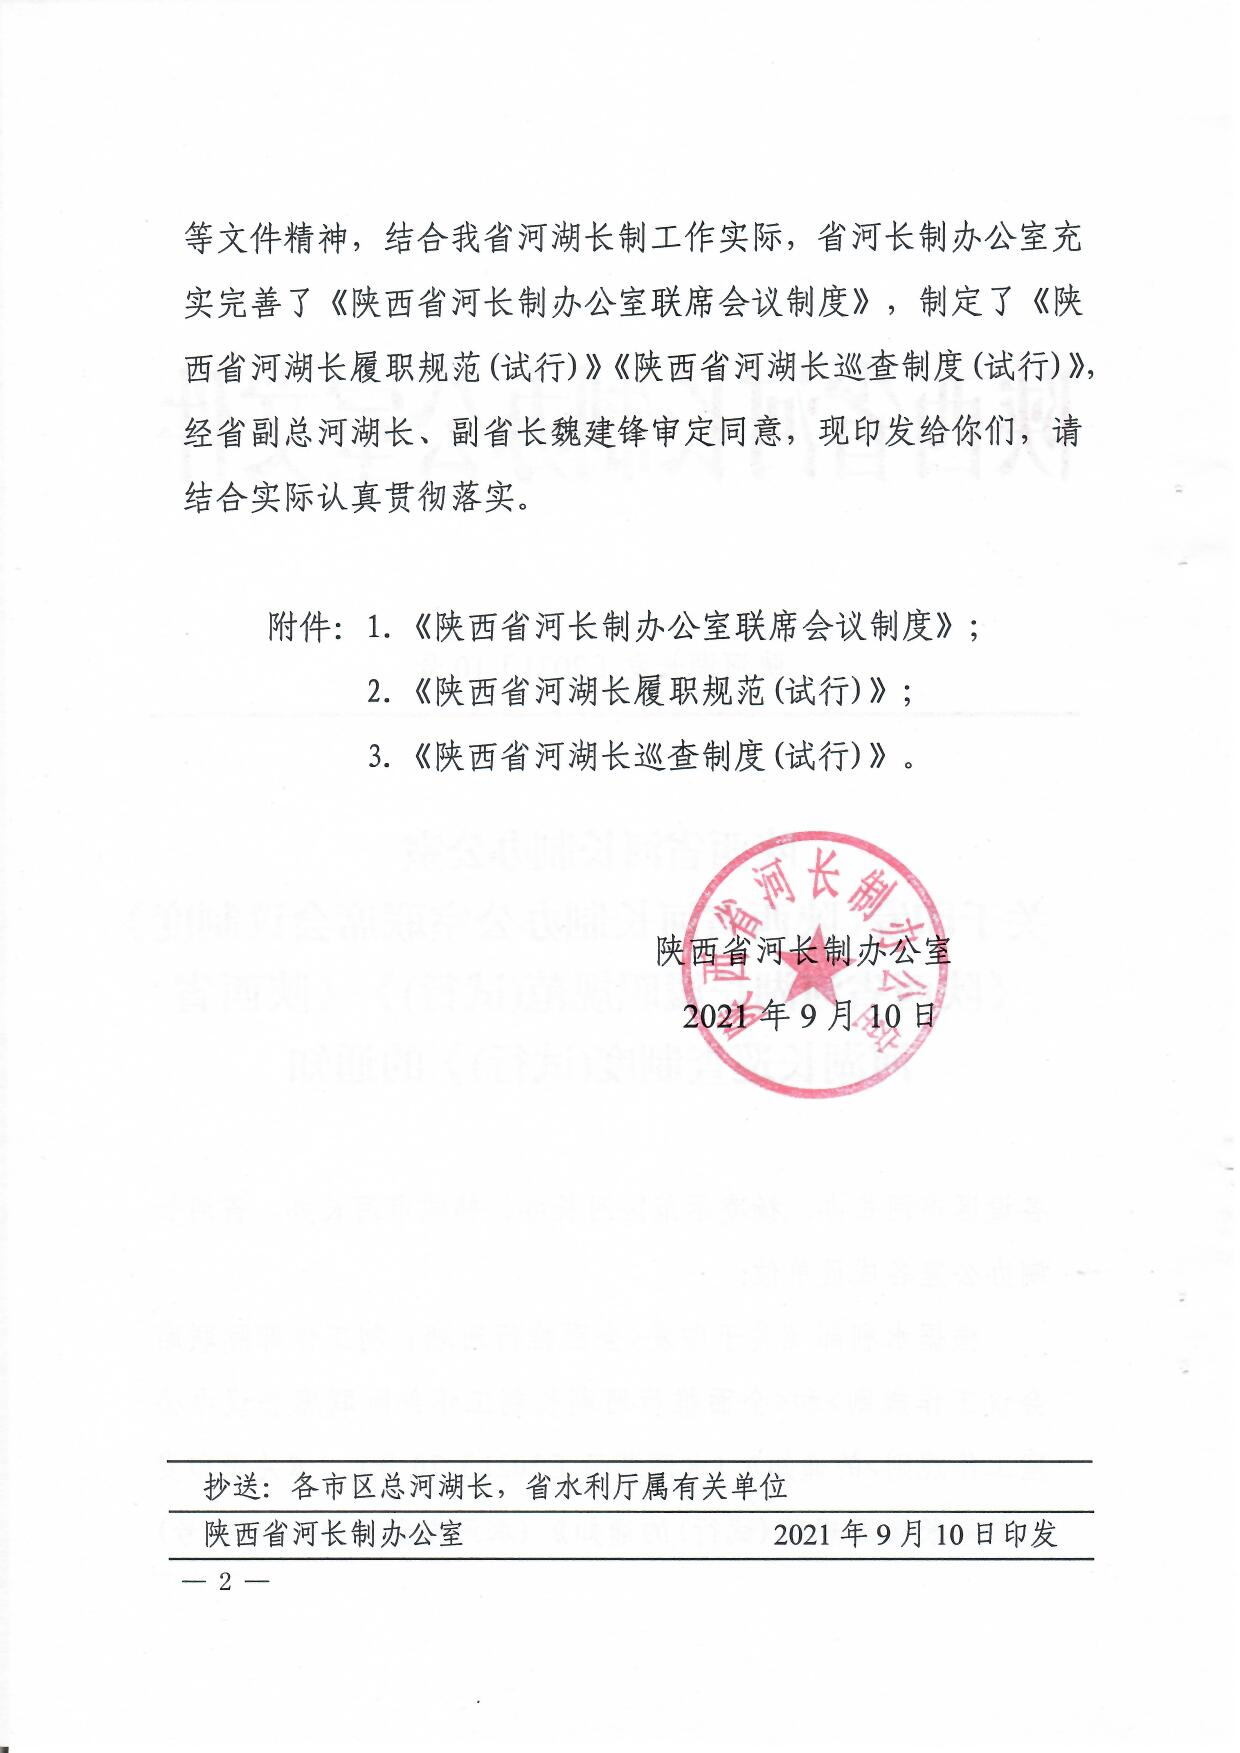 等文件精神，结合我省河湖长制工作实际，省河长制办公室充
实完善了《陕西省河长制办公室联席会议制度》，制定了《陕
西省河湖长履职规范(试行)》《陕西省河湖长巡查制度(试行)》，
经省副总河湖长、副省长魏建锋审定同意，现印发给你们，请
结合实际认真贯彻落实。
附件：1.《陕西省河长制办公室联席会议制度》；
2.《陕西省河湖长履职规范(试行)》；
3.《陕西省河湖长巡查制度(试行)》。
陕西省河长制办公室
陕西省河长制办公室
2021年9月10日
抄送：各市区总河湖长，省水利厅属有关单位
陕西省河长制办公室 2021年9月10日印发
— 2 —